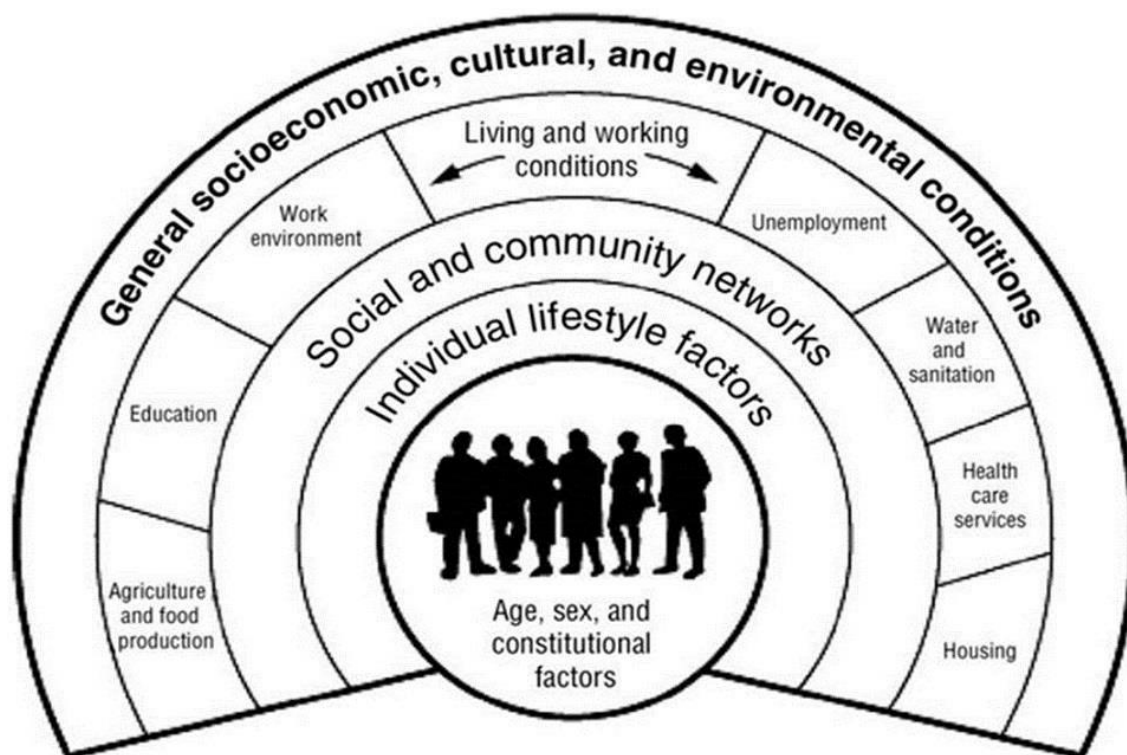 General socioeconomic, cultural, and environmental conditions
Living and working
conditions
Work
environment
Unemployment
Social and community networks
Individual lifestyle factors
Water
and
sanitation
Education
Health
care
services
Agriculture
and food
production
Age, sex, and
constitutional
factors
Housing